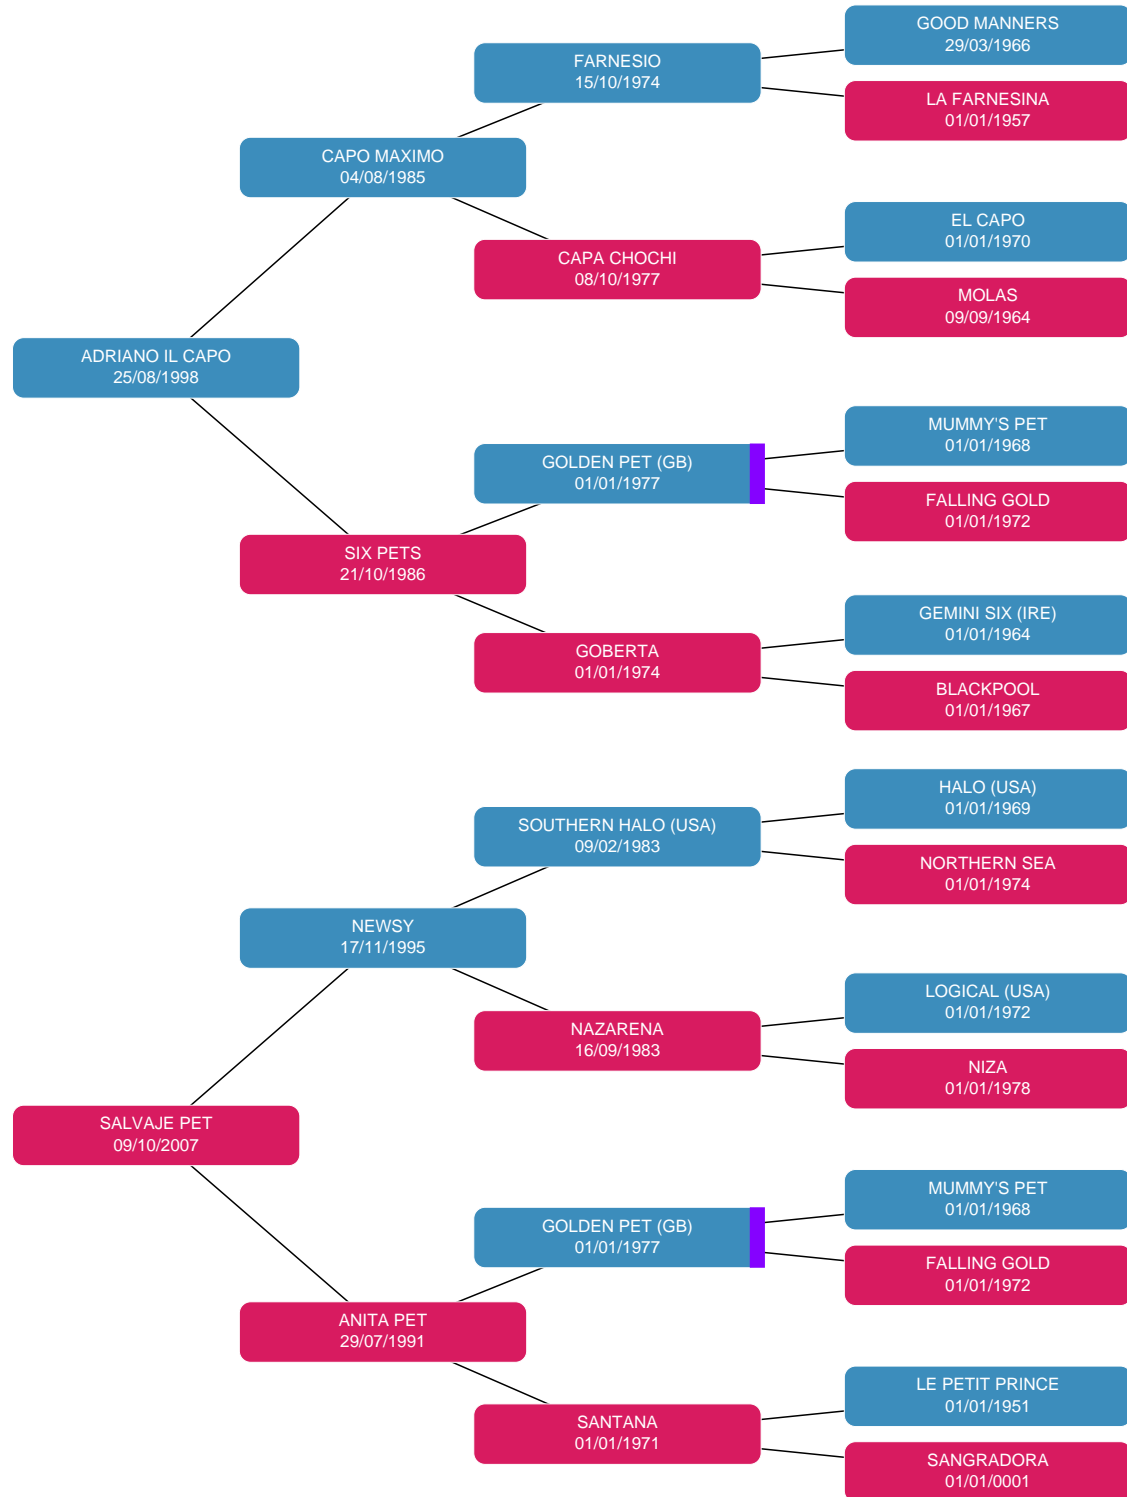 GOOD MANNERS
29/03/1966
FARNESIO
15/10/1974
LA FARNESINA
01/01/1957
CAPO MAXIMO
04/08/1985
EL CAPO
01/01/1970
CAPA CHOCHI
08/10/1977
MOLAS
09/09/1964
ADRIANO IL CAPO
25/08/1998
MUMMY'S PET
01/01/1968
GOLDEN PET (GB)
01/01/1977
FALLING GOLD
01/01/1972
SIX PETS
21/10/1986
GEMINI SIX (IRE)
01/01/1964
GOBERTA
01/01/1974
BLACKPOOL
01/01/1967
HALO (USA)
01/01/1969
SOUTHERN HALO (USA)
09/02/1983
NORTHERN SEA
01/01/1974
NEWSY
17/11/1995
LOGICAL (USA)
01/01/1972
NAZARENA
16/09/1983
NIZA
01/01/1978
SALVAJE PET
09/10/2007
MUMMY'S PET
01/01/1968
GOLDEN PET (GB)
01/01/1977
FALLING GOLD
01/01/1972
ANITA PET
29/07/1991
LE PETIT PRINCE
01/01/1951
SANTANA
01/01/1971
SANGRADORA
01/01/0001